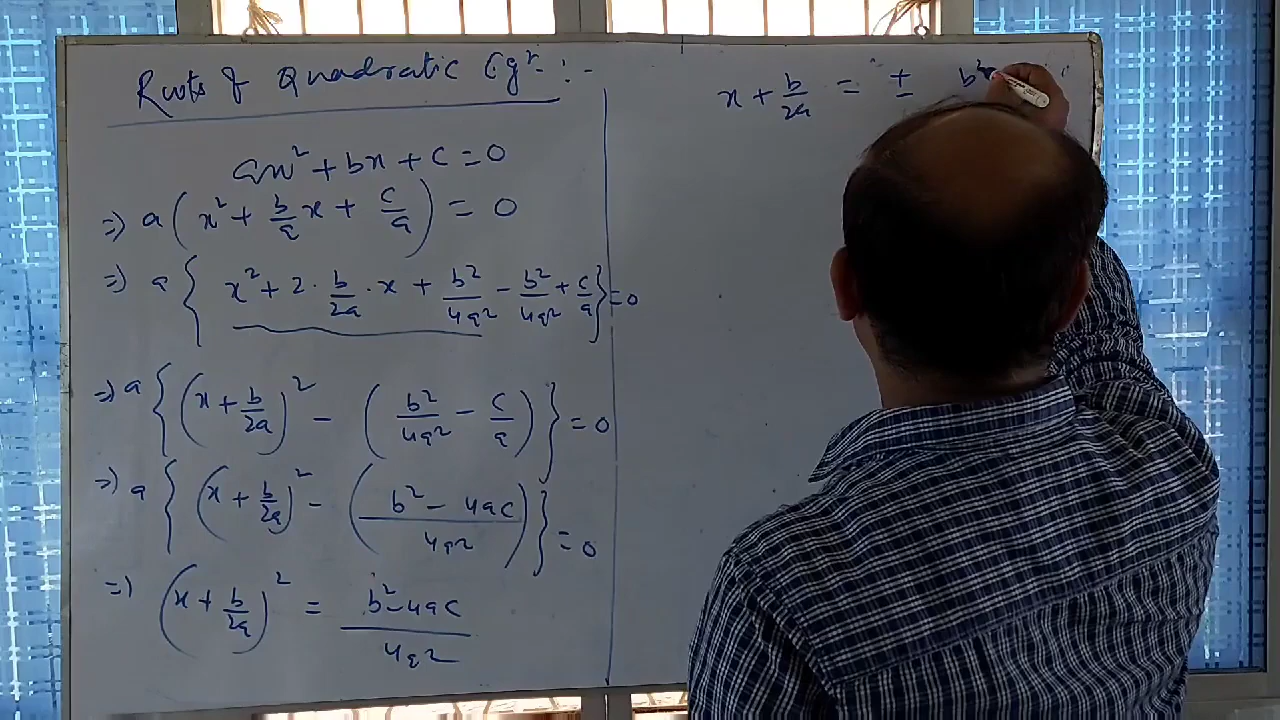 Roots of Quadratic Eqn :-
ax² + bx + c = 0
⇒ a(x² + b/a x + c/a) = 0
⇒ a{x² + 2 · b/2a · x + b²/4a² - b²/4a² + c/a} = 0
⇒ a{(x + b/2a)² - (b²/4a² - c/a)} = 0
⇒ a{(x + b/2a)² - (b² - 4ac/4a²)} = 0
⇒ (x + b/2a)² = b² - 4ac/4a²
x + b/2a = ± b²